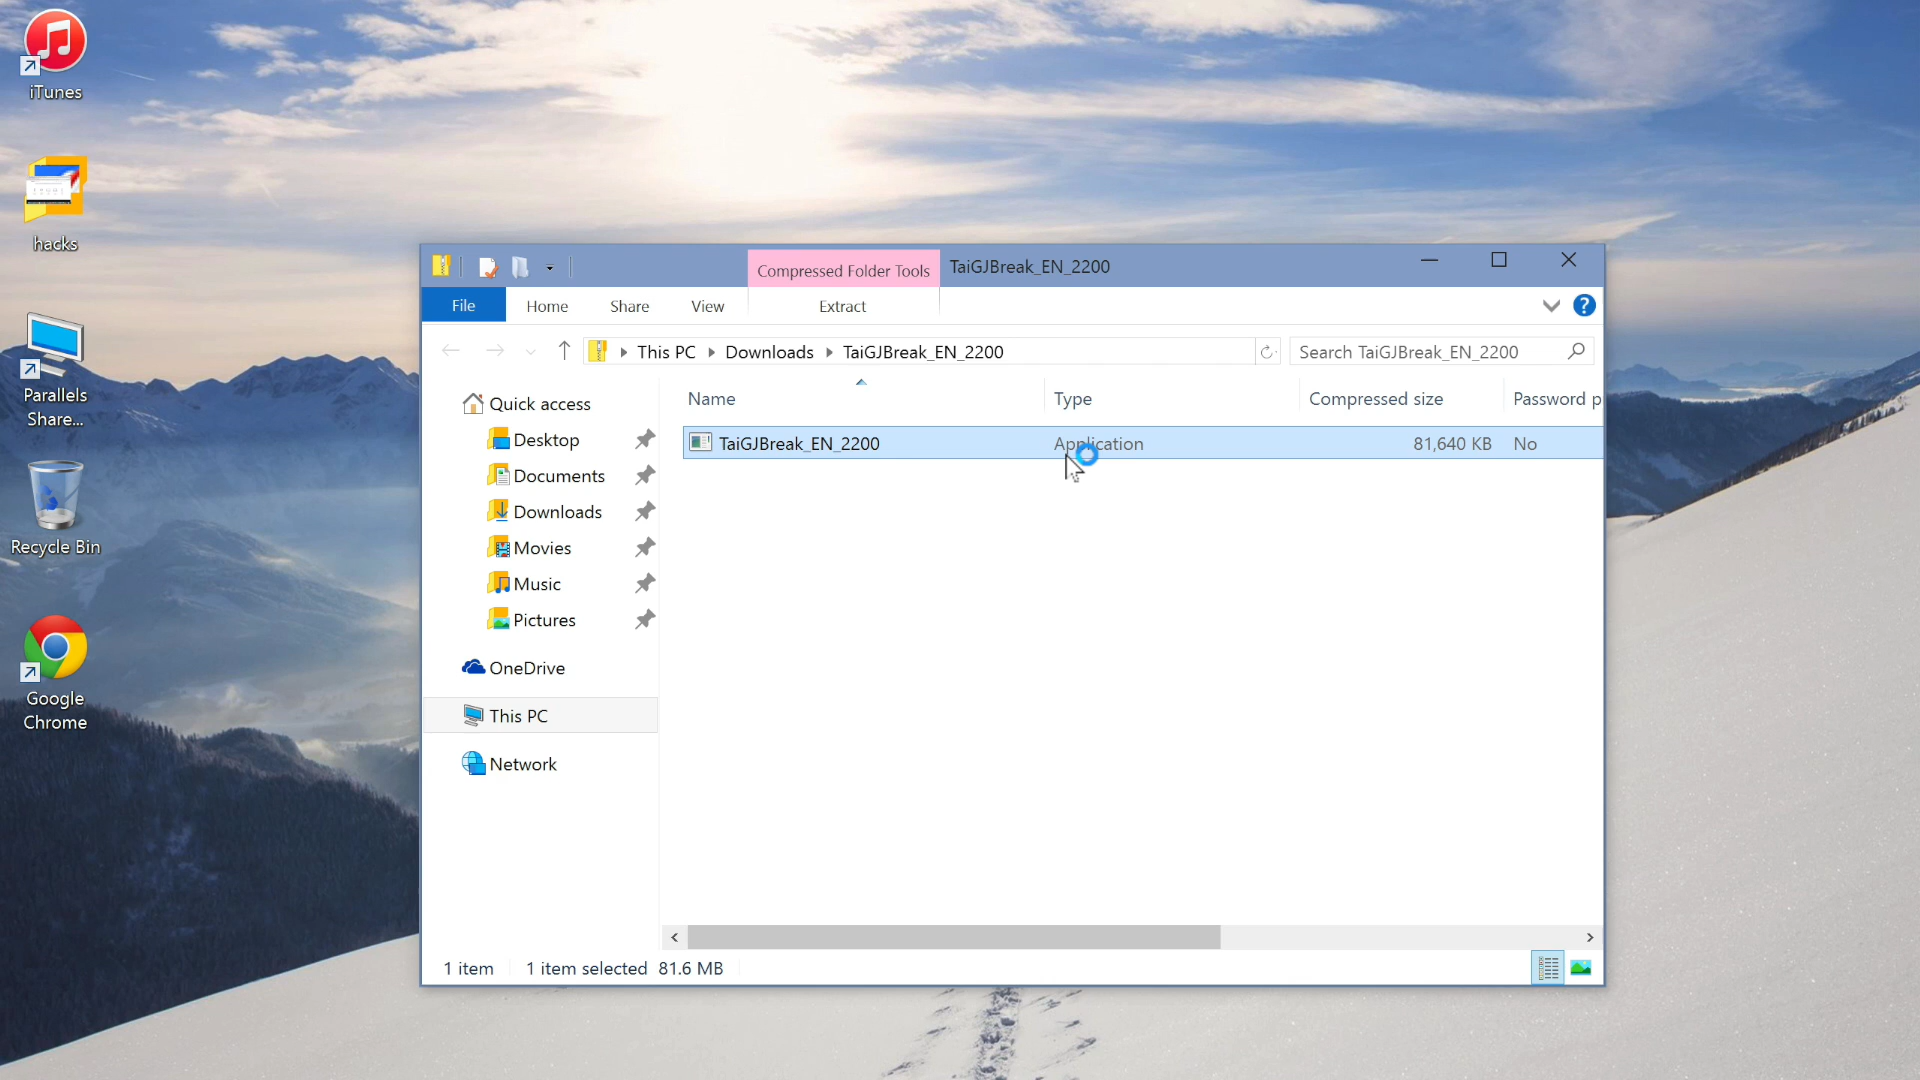 iTunes
hacks
Parallels
Share...
Recycle Bin
Google
Chrome
Compressed Folder Tools
TaiGJBreak_EN_2200
File
Home
Share
View
Extract
?
This PC
Downloads
TaiGJBreak_EN_2200
Search TaiGJBreak_EN_2200
Quick access
Desktop
Documents
Downloads
Movies
Music
Pictures
OneDrive
This PC
Network
Name
Type
Compressed size
Password p
TaiGJBreak_EN_2200
Application
81,640 KB
No
1 item
1 item selected 81.6 MB